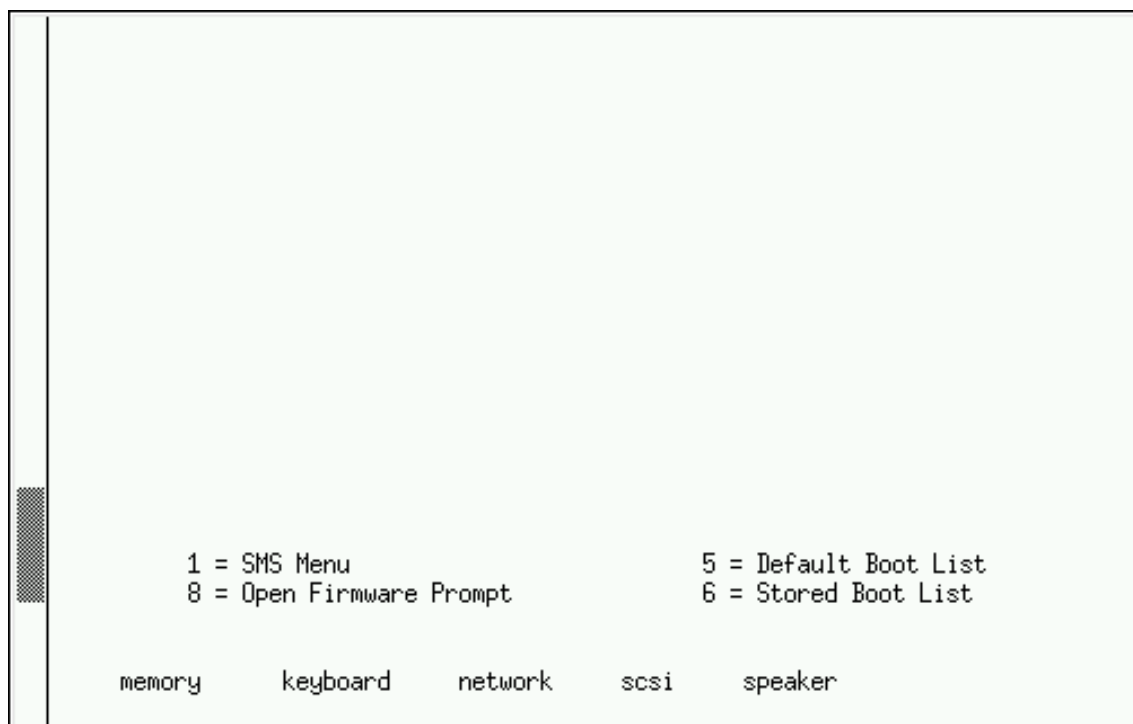 1 = SMS Menu 5 = Default Boot List
8 = Open Firmware Prompt 6 = Stored Boot List
memory keyboard network scsi speaker